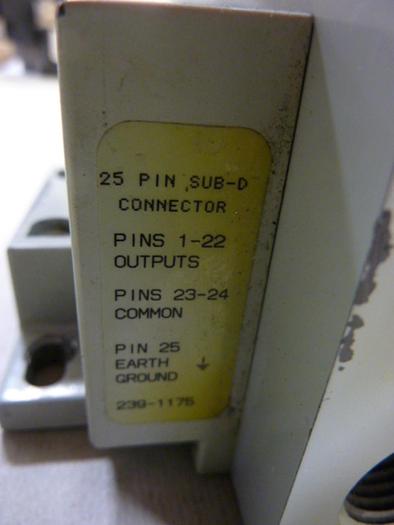 25 PIN SUB-D
CONNECTOR
PINS 1-22
OUTPUTS
PINS 23-24
COMMON
PIN 25
EARTH
GROUND
239-1175